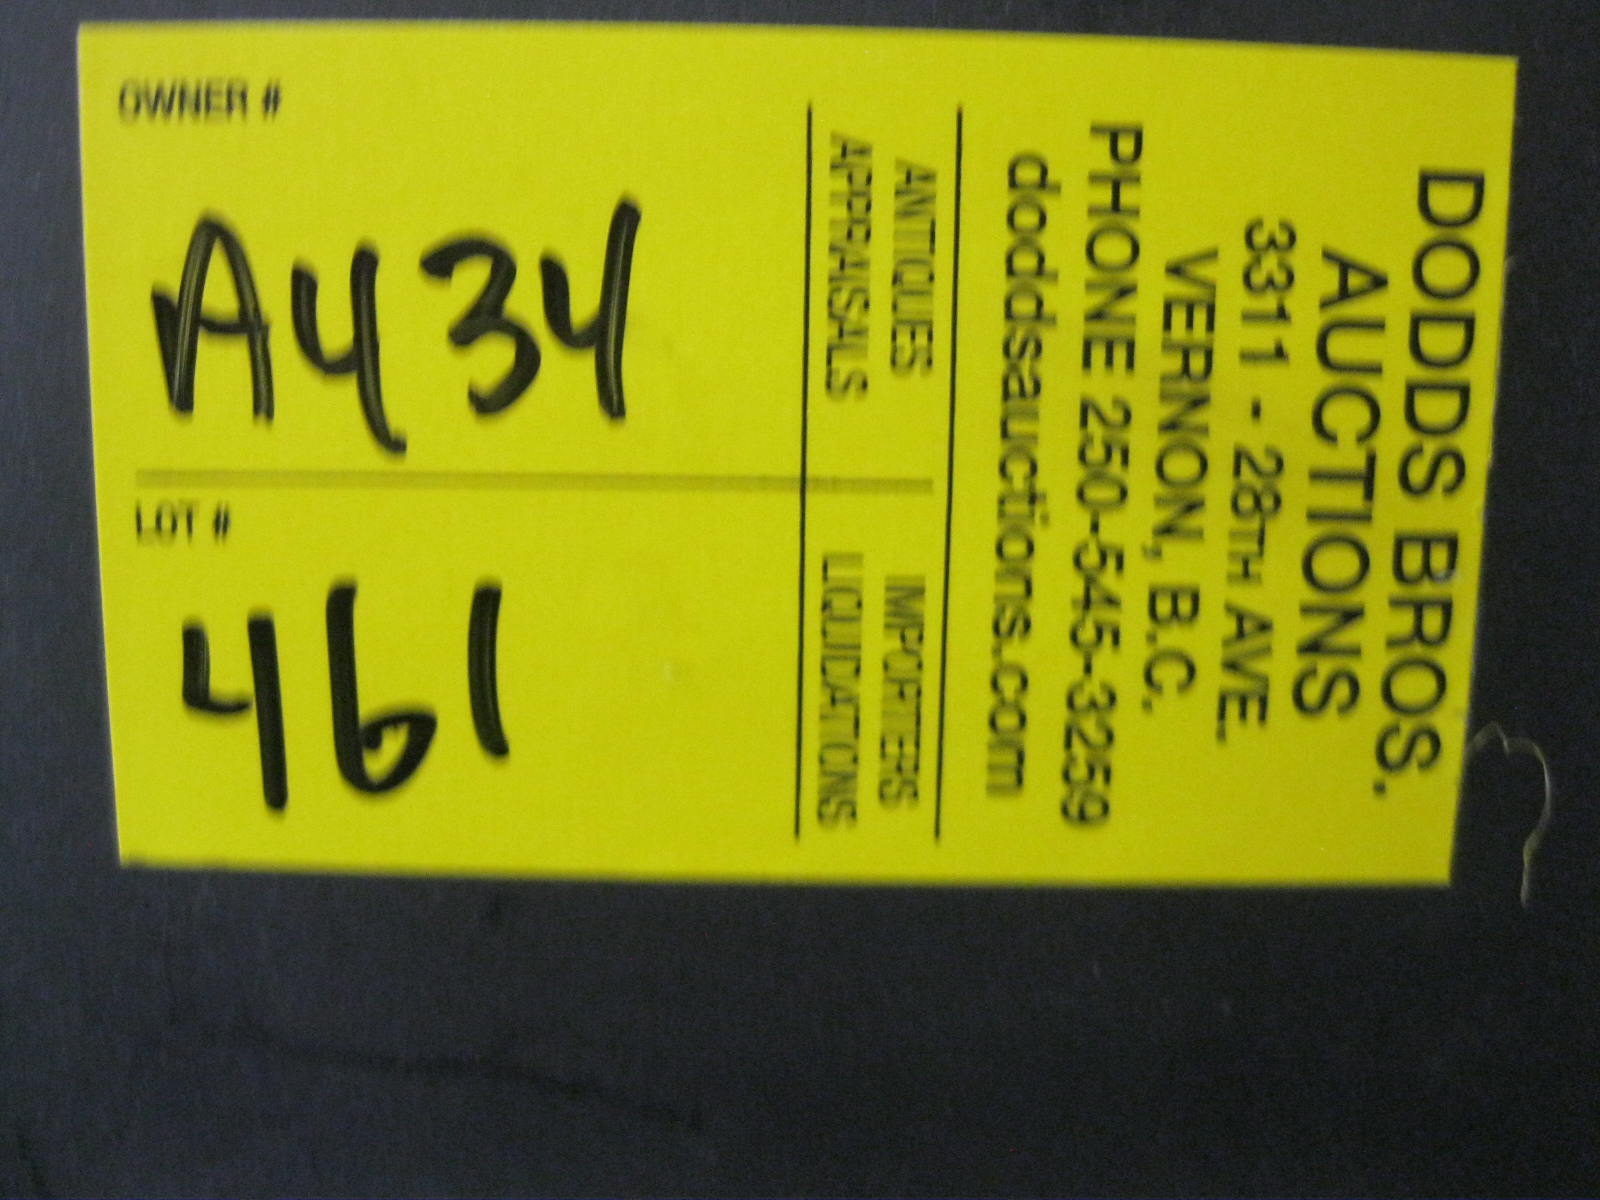 DODDS BROS.
AUCTIONS
3311 - 28TH AVE.
VERNON, B.C.
PHONE 250-545-3259
doddsauctions.com
ANTIQUES IMPORTERS
APPRAISALS LIQUIDATIONS
OWNER #
A434
LOT #
461